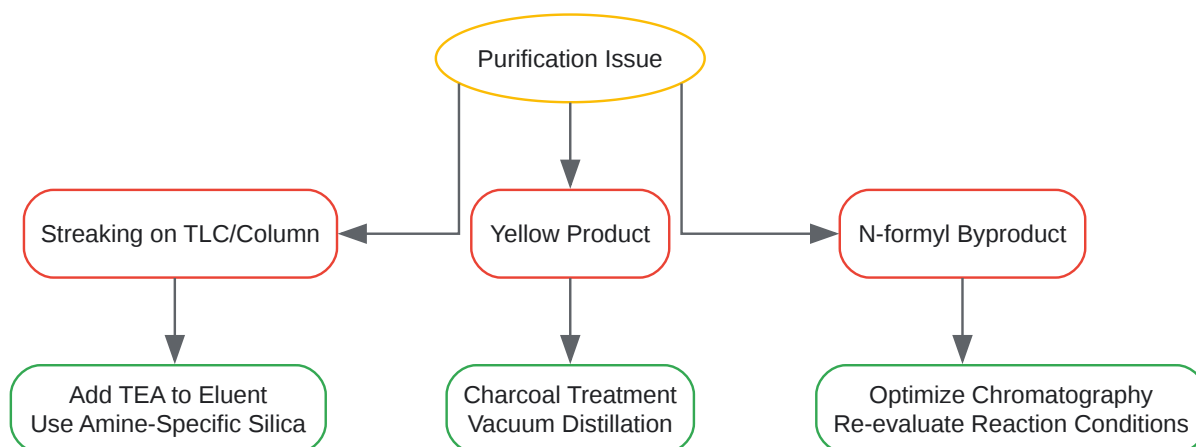 Purification Issue
Streaking on TLC/Column
Yellow Product
N-formyl Byproduct
Add TEA to Eluent
Use Amine-Specific Silica
Charcoal Treatment
Vacuum Distillation
Optimize Chromatography
Re-evaluate Reaction Conditions